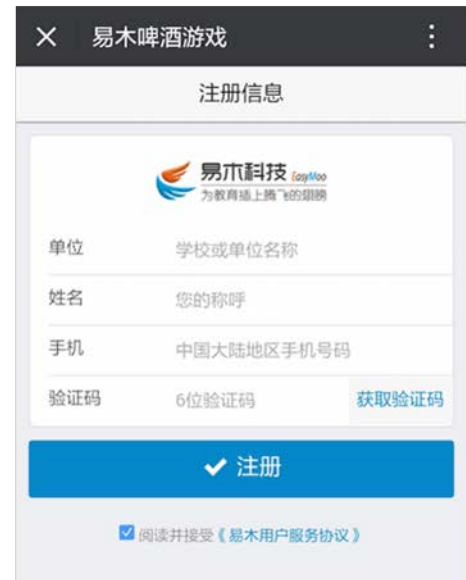 易木啤酒游戏
注册信息
易木科技 EasyMoo
为教育插上腾飞的翅膀
单位 学校或单位名称
姓名 您的称呼
手机 中国大陆地区手机号码
验证码 6位验证码 获取验证码
注册
阅读并接受《易木用户服务协议》